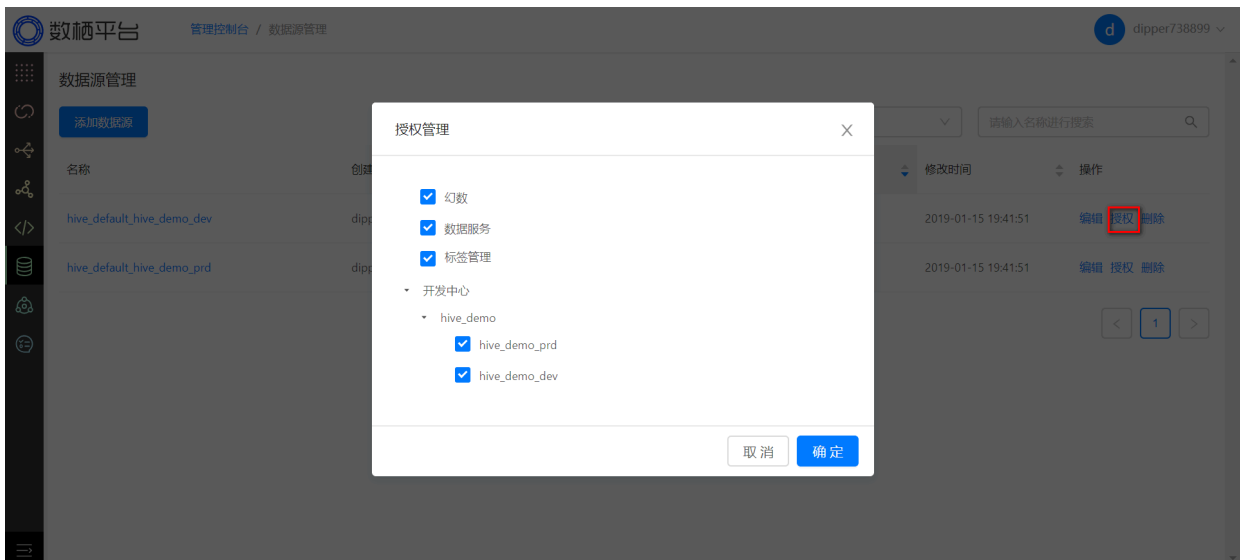 数栖平台
管理控制台 / 数据源管理
d dipper738899
数据源管理
添加数据源
请输入名称进行搜索
名称 创建 修改时间 操作
hive_default_hive_demo_dev dipp 2019-01-15 19:41:51 编辑 授权 删除
hive_default_hive_demo_prd dipp 2019-01-15 19:41:51 编辑 授权 删除
< 1 >
授权管理
幻数
数据服务
标签管理
开发中心
hive_demo
hive_demo_prd
hive_demo_dev
取消 确定